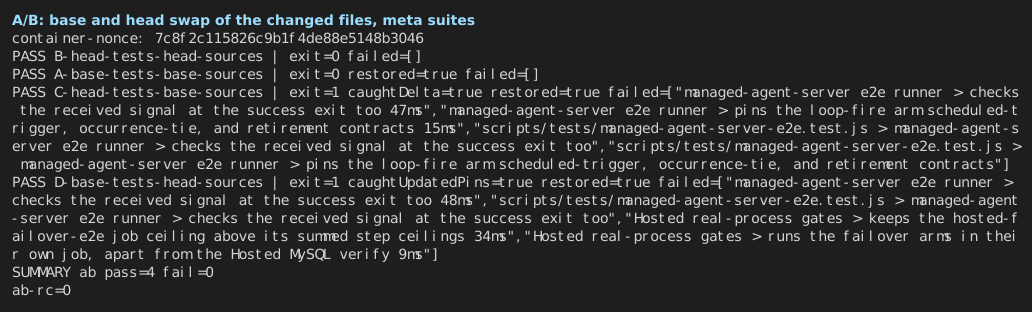 A/B: base and head swap of the changed files, meta suites
container-nonce: 7c8f2c115826c9b1f4de88e5148b3046
PASS B-head-tests-head-sources | exit=0 failed=[]
PASS A-base-tests-base-sources | exit=0 restored=true failed=[]
PASS C-head-tests-base-sources | exit=1 caughtDelta=true restored=true failed=["managed-agent-server e2e runner > checks
the received signal at the success exit too 47ms","managed-agent-server e2e runner > pins the loop-fire arm scheduled-t
rigger, occurrence-tie, and retirement contracts 15ms","scripts/tests/managed-agent-server-e2e.test.js > managed-agent-s
erver e2e runner > checks the received signal at the success exit too","scripts/tests/managed-agent-server-e2e.test.js >
managed-agent-server e2e runner > pins the loop-fire arm scheduled-trigger, occurrence-tie, and retirement contracts"]
PASS D-base-tests-head-sources | exit=1 caughtUpdatedPins=true restored=true failed=["managed-agent-server e2e runner >
checks the received signal at the success exit too 48ms","scripts/tests/managed-agent-server-e2e.test.js > managed-agent
-server e2e runner > checks the received signal at the success exit too","Hosted real-process gates > keeps the hosted-f
ailover-e2e job ceiling above its summed step ceilings 34ms","Hosted real-process gates > runs the failover arms in thei
r own job, apart from the Hosted MySQL verify 9ms"]
SUMMARY ab pass=4 fail=0
ab-rc=0